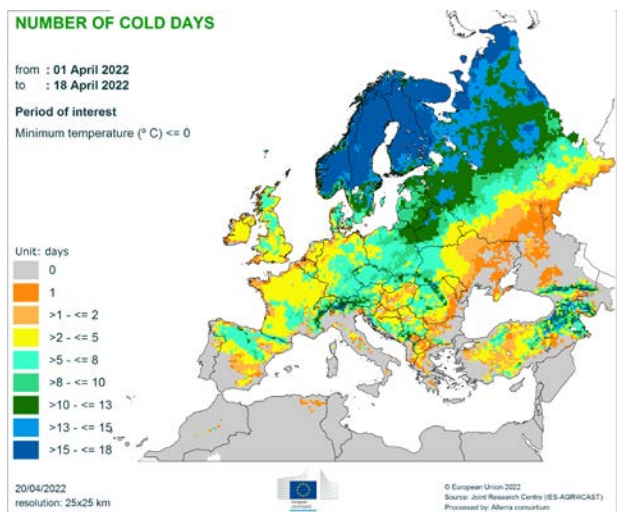 NUMBER OF COLD DAYS
from : 01 April 2022
to : 18 April 2022
Period of interest
Minimum temperature (º C) <= 0
Unit: days
0
1
>1 - <= 2
>2 - <= 5
>5 - <= 8
>8 - <= 10
>10 - <= 13
>13 - <= 15
>15 - <= 18
20/04/2022
resolution: 25x25 km
© European Union 2022
Source: Joint Research Centre (IES-AGRI4CAST)
Processed by: Alterra consortium